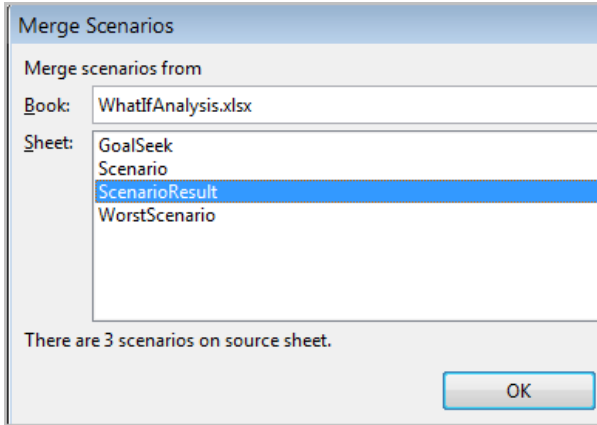 Merge Scenarios
Merge scenarios from
Book: WhatIfAnalysis.xlsx
Sheet: GoalSeek
Scenario
ScenarioResult
WorstScenario
There are 3 scenarios on source sheet.
OK